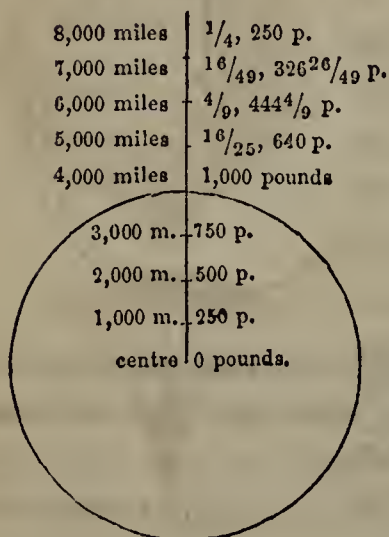 8,000 miles 1/4, 250 p.
7,000 miles 16/49, 326 26/49 p.
6,000 miles 4/9, 444 4/9 p.
5,000 miles 16/25, 640 p.
4,000 miles 1,000 pounds
3,000 m. 750 p.
2,000 m. 500 p.
1,000 m. 250 p.
centre 0 pounds.